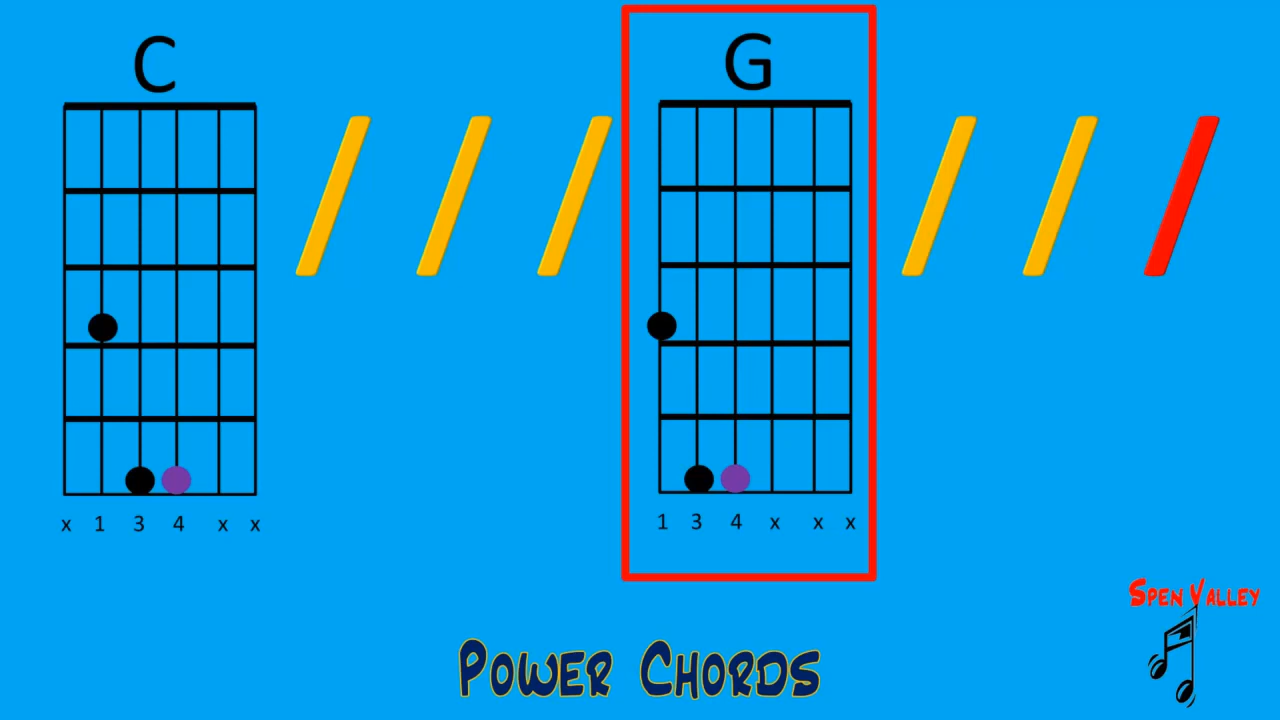 C
G
x 1 3 4 x x
1 3 4 x x x
Spen Valley
Power Chords